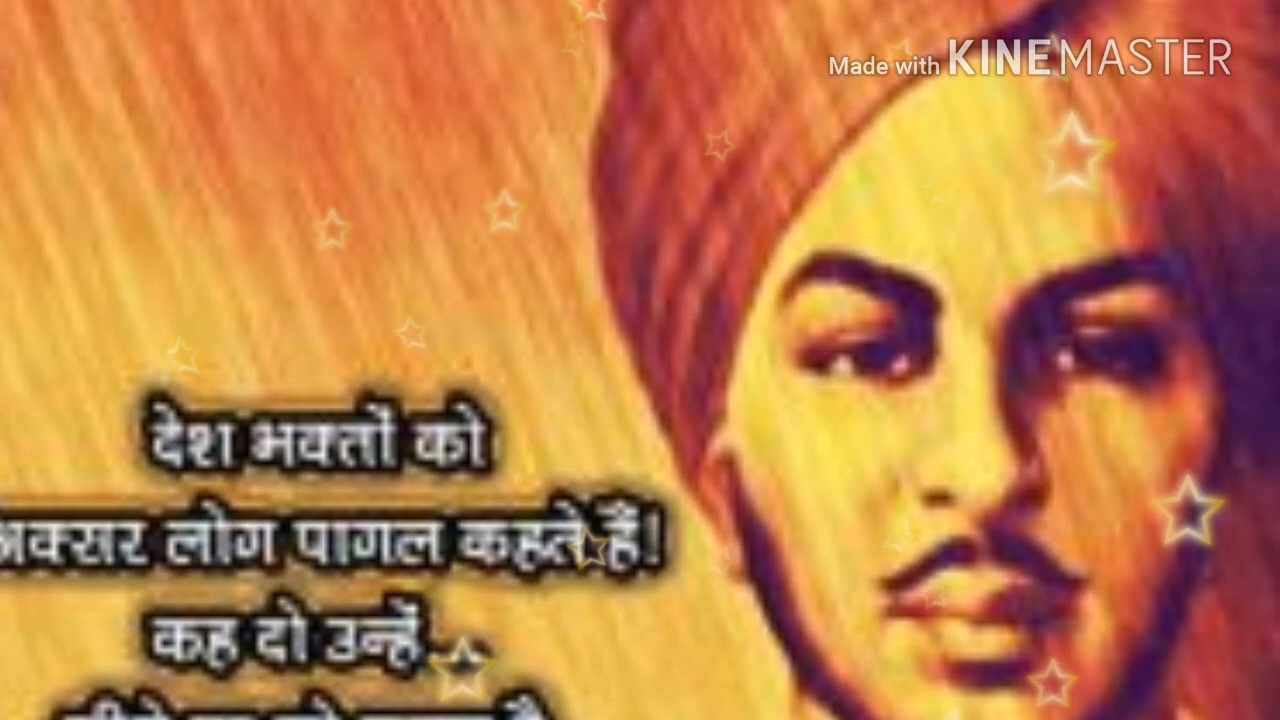 Made with KINEMASTER
देश भक्तों को
अक्सर लोग पागल कहते हैं!
कह दो उन्हें...